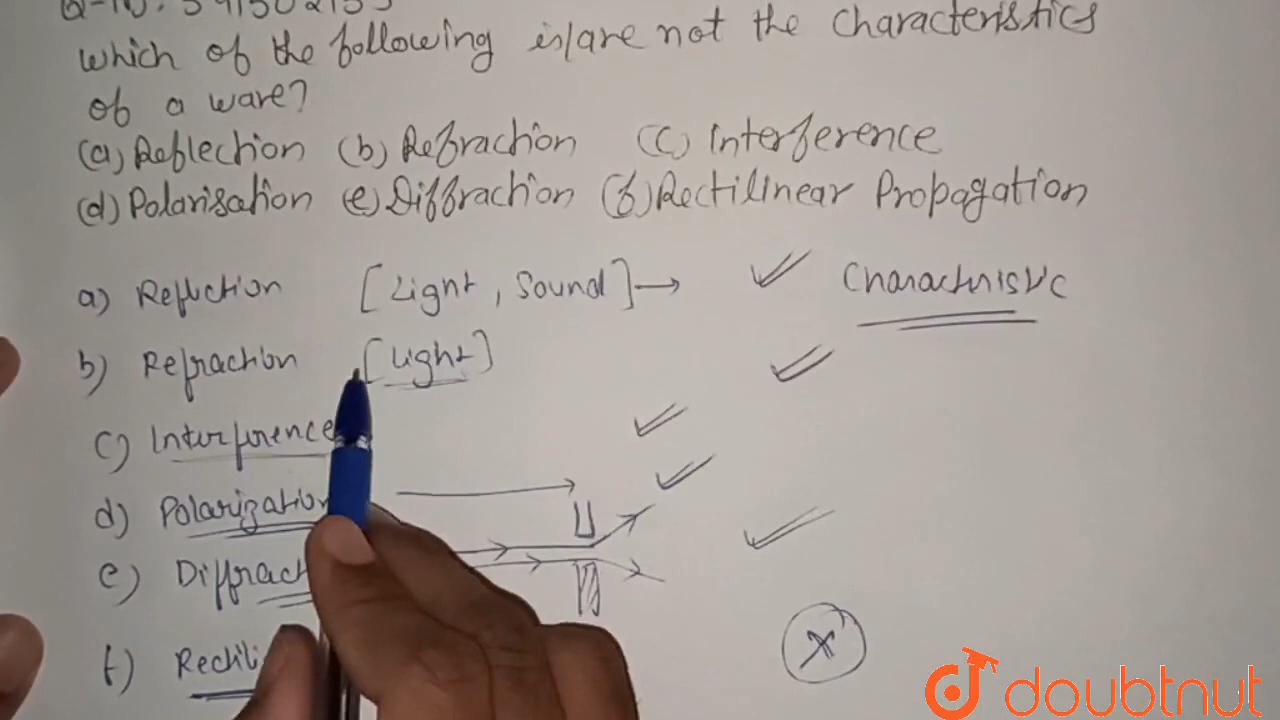 which of the following is/are not the characteristics
of a wave?
(a) Reflection (b) Refraction (c) Interference
(d) Polarisation (e) Diffraction (f) Rectilinear Propagation
a) Reflection [Light, Sound] → Characteristic
b) Refraction [Light]
c) Interference
d) Polarization
e) Diffract
f) Rectili
doubtnut